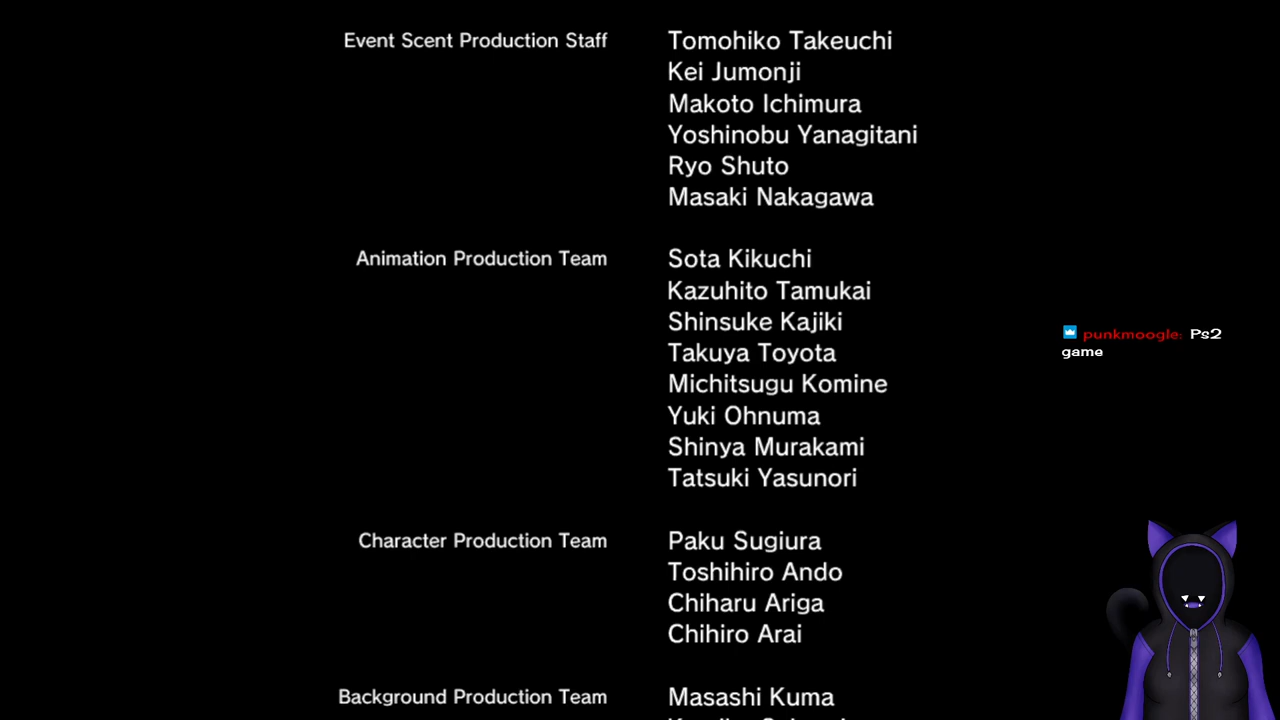 Event Scent Production Staff Tomohiko Takeuchi
Kei Jumonji
Makoto Ichimura
Yoshinobu Yanagitani
Ryo Shuto
Masaki Nakagawa
Animation Production Team Sota Kikuchi
Kazuhito Tamukai
Shinsuke Kajiki
Takuya Toyota
Michitsugu Komine
Yuki Ohnuma
Shinya Murakami
Tatsuki Yasunori
Character Production Team Paku Sugiura
Toshihiro Ando
Chiharu Ariga
Chihiro Arai
Background Production Team Masashi Kuma
punkmoogle: Ps2
game